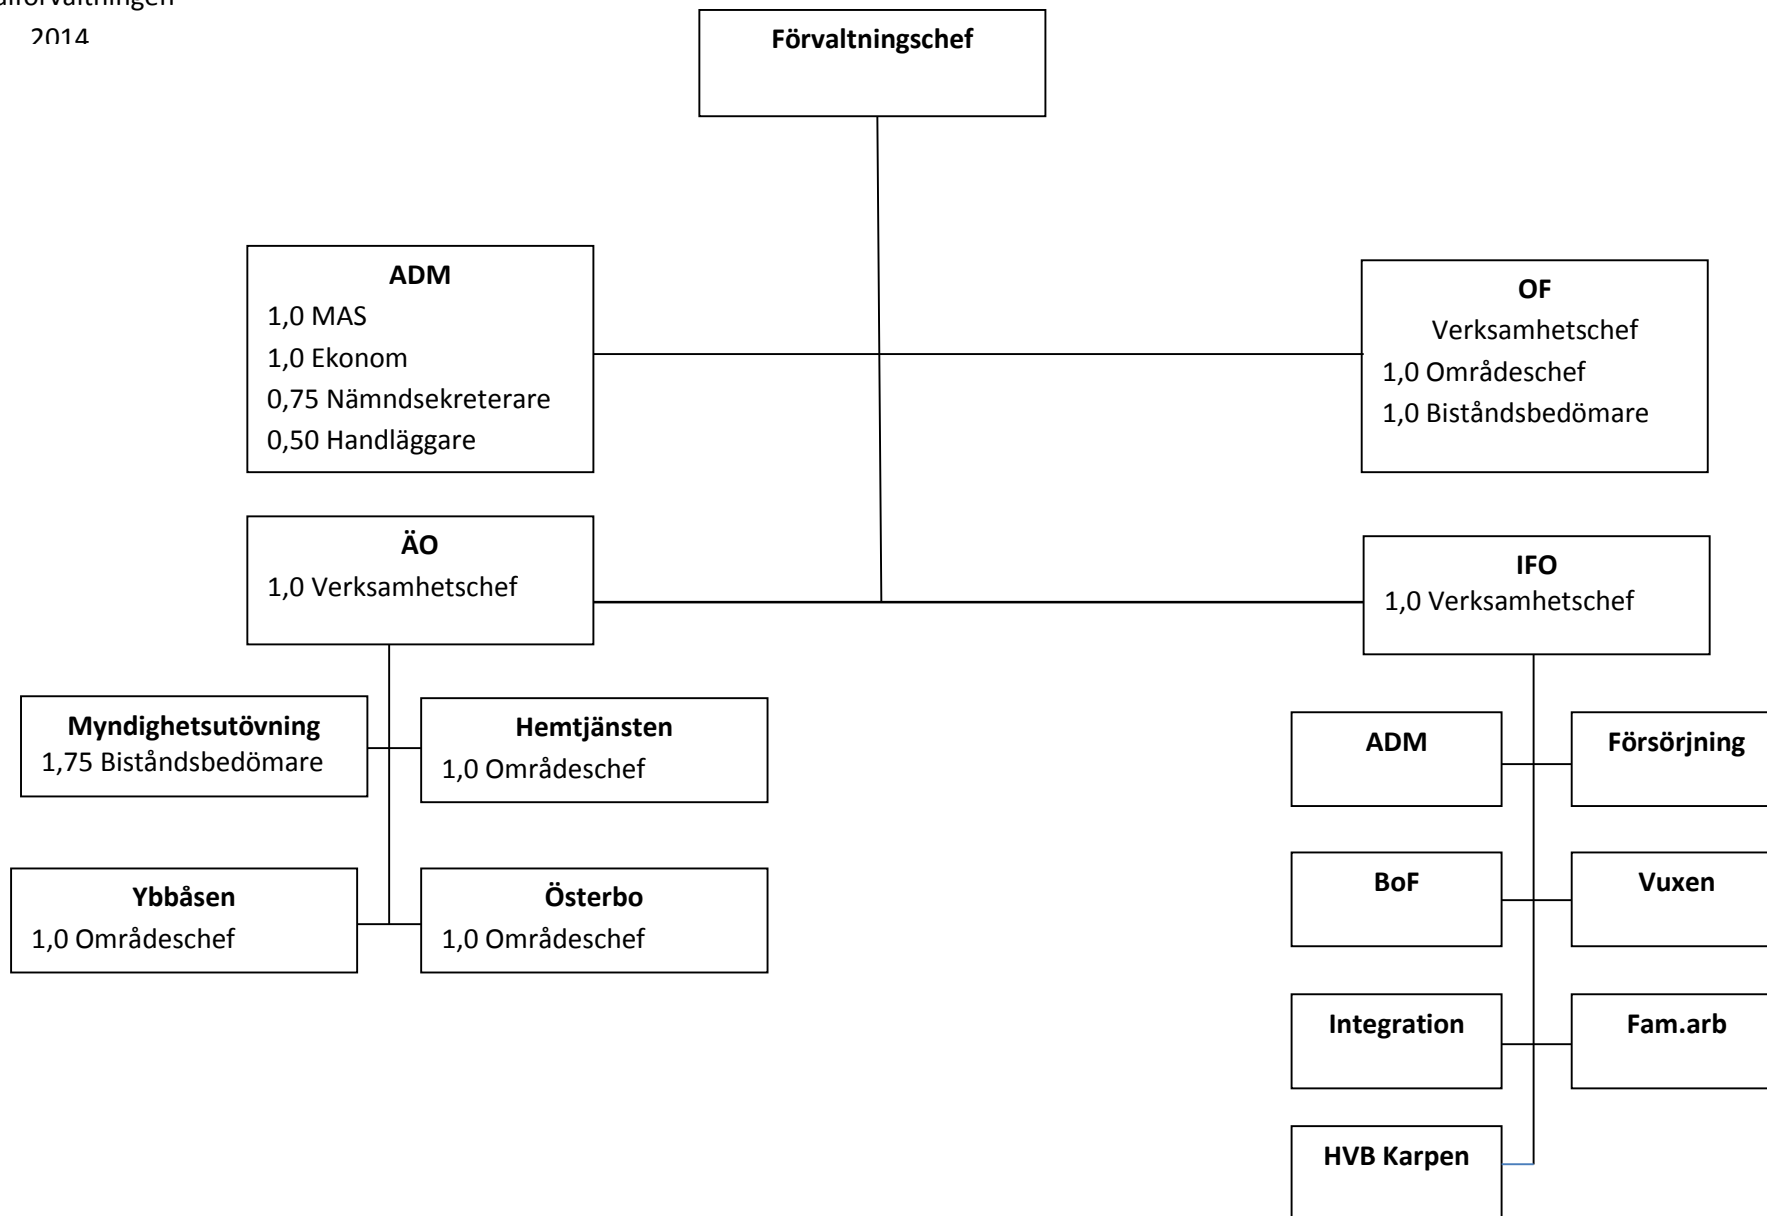 2014
Förvaltningschef
ADM
1,0 MAS
1,0 Ekonom
0,75 Nämndsekreterare
0,50 Handläggare
OF
Verksamhetschef
1,0 Områdeschef
1,0 Biståndsbedömare
ÄO
1,0 Verksamhetschef
IFO
1,0 Verksamhetschef
Myndighetsutövning
1,75 Biståndsbedömare
Hemtjänsten
1,0 Områdeschef
Ybbåsen
1,0 Områdeschef
Österbo
1,0 Områdeschef
ADM
Försörjning
BoF
Vuxen
Integration
Fam.arb
HVB Karpen